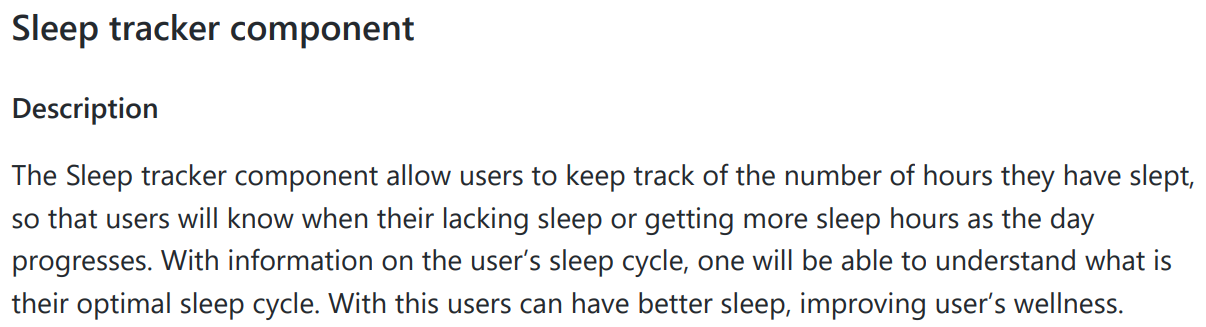 Sleep tracker component
Description
The Sleep tracker component allow users to keep track of the number of hours they have slept,
so that users will know when their lacking sleep or getting more sleep hours as the day
progresses. With information on the user’s sleep cycle, one will be able to understand what is
their optimal sleep cycle. With this users can have better sleep, improving user’s wellness.